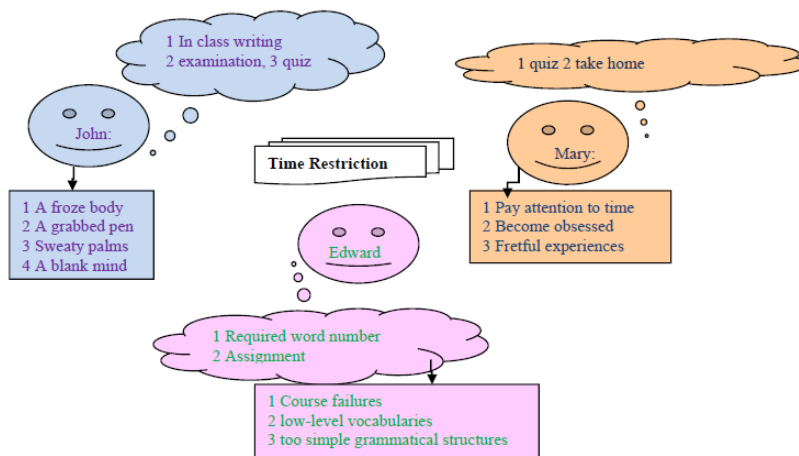 1 In class writing
2 examination, 3 quiz
John:
1 A froze body
2 A grabbed pen
3 Sweaty palms
4 A blank mind
Time Restriction
1 quiz 2 take home
Mary:
1 Pay attention to time
2 Become obsessed
3 Fretful experiences
Edward
1 Required word number
2 Assignment
1 Course failures
2 low-level vocabularies
3 too simple grammatical structures